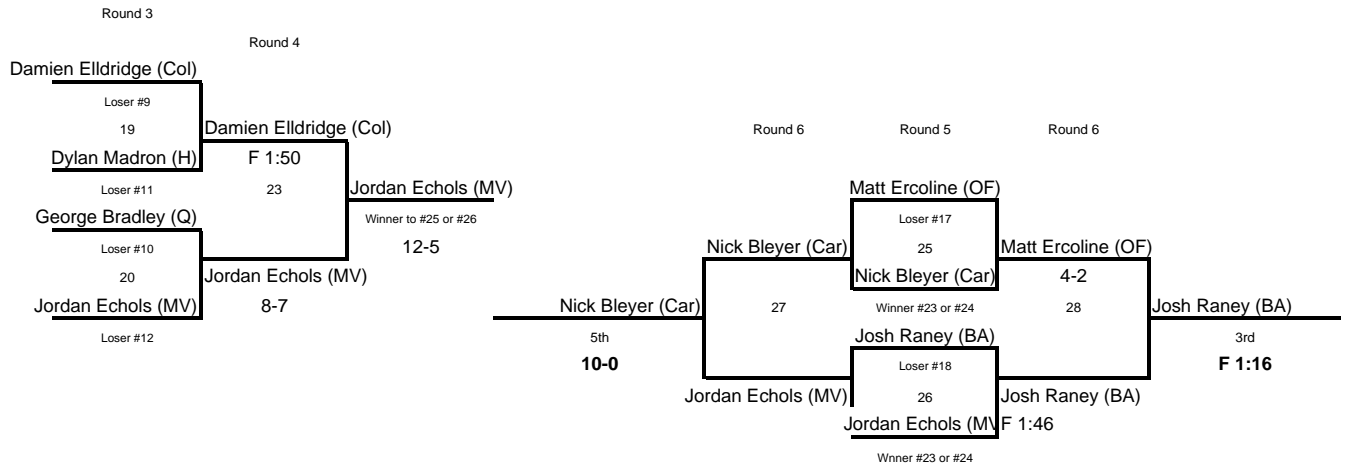 Round 3
Round 4
Damien Elldridge (Col)
Loser #9
19
Damien Elldridge (Col)
Dylan Madron (H)
F 1:50
Loser #11
23
Jordan Echols (MV)
George Bradley (Q)
Winner to #25 or #26
Loser #10
12-5
20
Jordan Echols (MV)
Jordan Echols (MV)
8-7
Loser #12
Round 6
Round 5
Round 6
Matt Ercoline (OF)
Loser #17
Nick Bleyer (Car)
25
Matt Ercoline (OF)
Nick Bleyer (Car)
4-2
Nick Bleyer (Car)
27
Winner #23 or #24
28
Josh Raney (BA)
5th
Josh Raney (BA)
3rd
10-0
Loser #18
F 1:16
Jordan Echols (MV)
26
Josh Raney (BA)
Jordan Echols (MV
F 1:46
Wnner #23 or #24